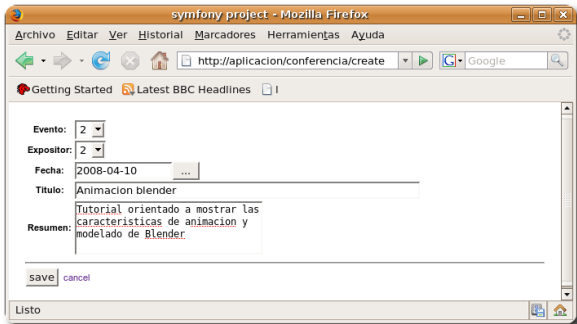 symfony project - Mozilla Firefox
Archivo Editar Ver Historial Marcadores Herramientas Ayuda
http://aplicacion/conferencia/create G Google
Getting Started Latest BBC Headlines l
Evento: 2
Expositor: 2
Fecha: 2008-04-10 ...
Titulo: Animacion blender
Resumen: Tutorial orientado a mostrar las
caracteristicas de animacion y
modelado de Blender
save cancel
Listo